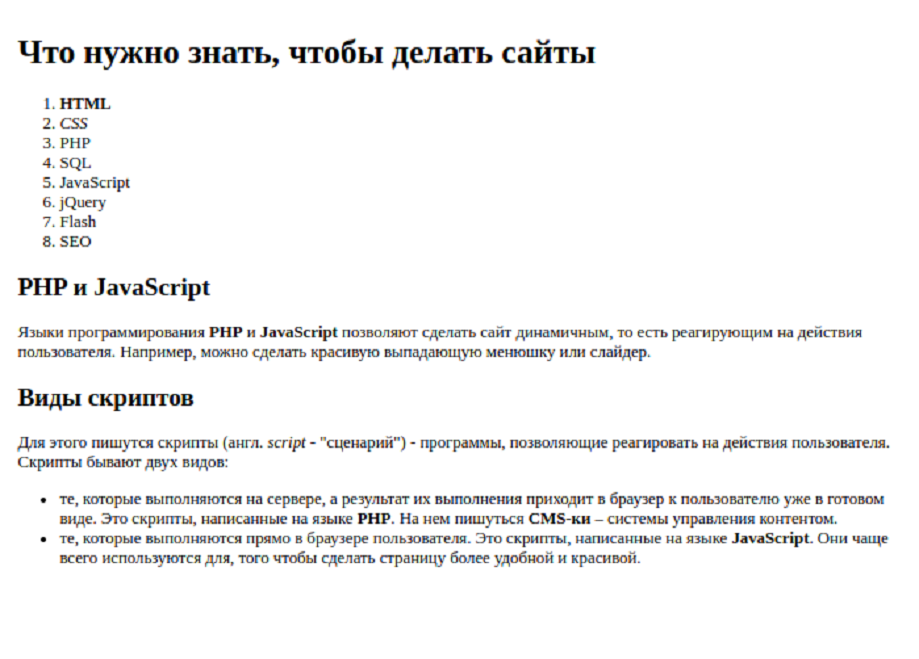 Что нужно знать, чтобы делать сайты
1. HTML
2. CSS
3. PHP
4. SQL
5. JavaScript
6. jQuery
7. Flash
8. SEO
PHP и JavaScript
Языки программирования PHP и JavaScript позволяют сделать сайт динамичным, то есть реагирующим на действия
пользователя. Например, можно сделать красивую выпадающую менюшку или слайдер.
Виды скриптов
Для этого пишутся скрипты (англ. script - "сценарий") - программы, позволяющие реагировать на действия пользователя.
Скрипты бывают двух видов:
• те, которые выполняются на сервере, а результат их выполнения приходит в браузер к пользователю уже в готовом
виде. Это скрипты, написанные на языке PHP. На нем пишуться CMS-ки – системы управления контентом.
• те, которые выполняются прямо в браузере пользователя. Это скрипты, написанные на языке JavaScript. Они чаще
всего используются для, того чтобы сделать страницу более удобной и красивой.